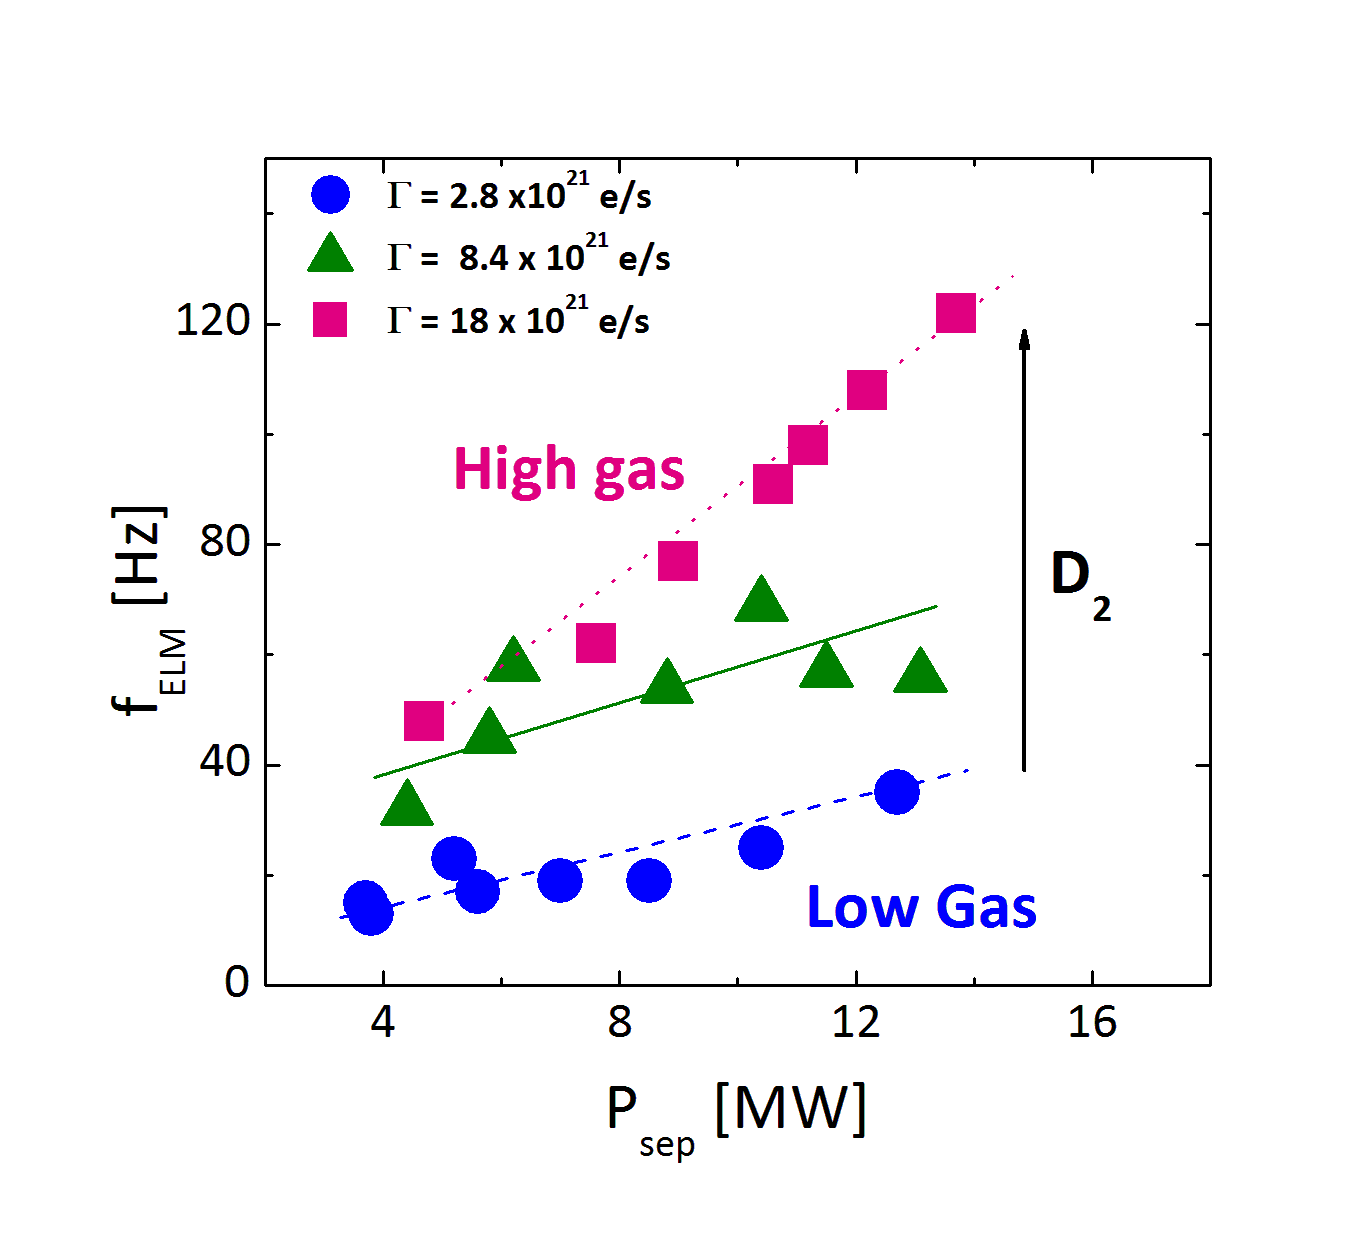 Γ = 2.8 x10²¹ e/s
Γ = 8.4 x 10²¹ e/s
Γ = 18 x 10²¹ e/s
120
High gas
80
D₂
f_ELM [Hz]
40
Low Gas
0
4 8 12 16
P_sep [MW]